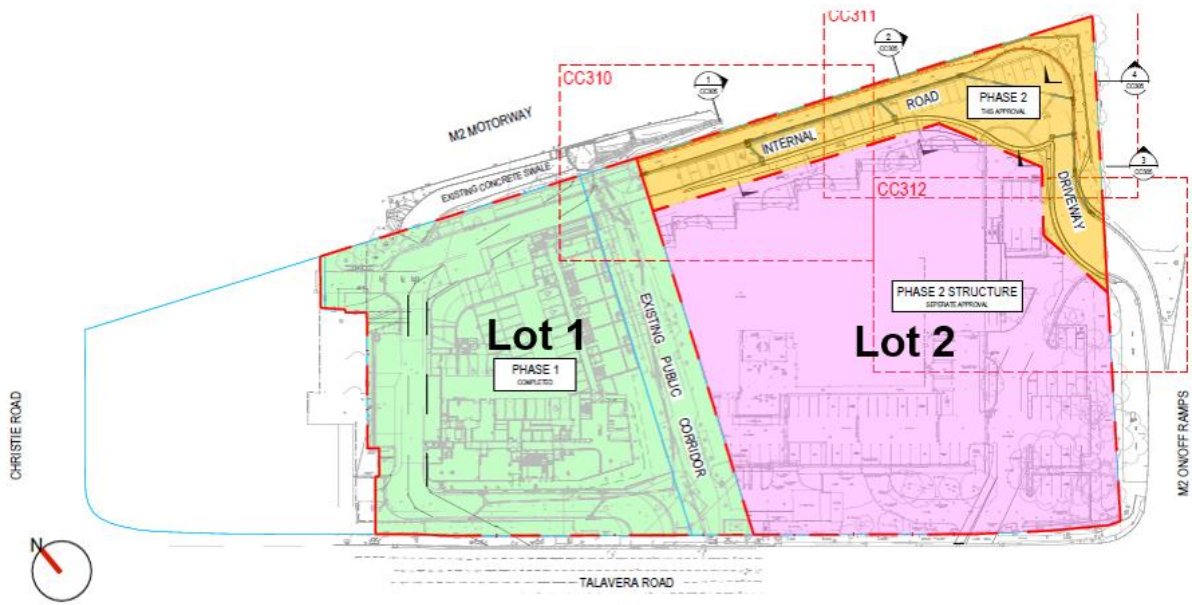 CC311
2
CC305
CC310
1
CC305
4
CC305
M2 MOTORWAY
PHASE 2
THIS APPROVAL
ROAD
INTERNAL
EXISTING CONCRETE SWALE
3
CC305
CC312
DRIVEWAY
PHASE 2 STRUCTURE
SEPERATE APPROVAL
EXISTING PUBLIC CORRIDOR
Lot 1
Lot 2
PHASE 1
COMPLETED
CHRISTIE ROAD
M2 ON/OFF RAMPS
N
TALAVERA ROAD